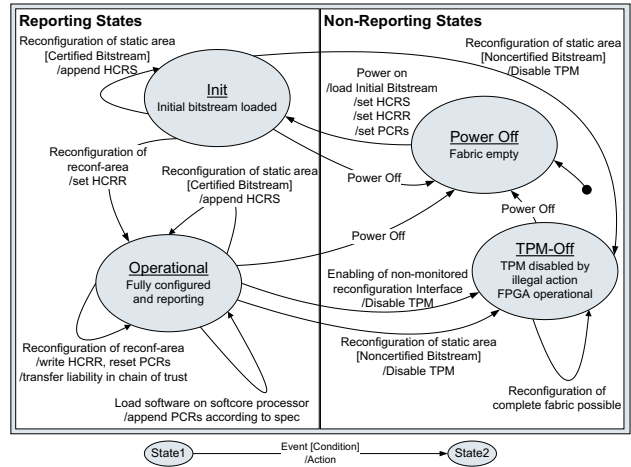 Reporting States
Non-Reporting States
Reconfiguration of static area
[Certified Bitstream]
/append HCRS
Init
Initial bitstream loaded
Reconfiguration of static area
[Noncertified Bitstream]
/Disable TPM
Power on
/load Initial Bitstream
/set HCRS
/set HCRR
/set PCRs
Power Off
Fabric empty
Reconfiguration of
reconf-area
/set HCRR
Reconfiguration of static area
[Certified Bitstream]
/append HCRS
Power Off
Power Off
Power Off
Operational
Fully configured
and reporting
Enabling of non-monitored
reconfiguration Interface
/Disable TPM
TPM-Off
TPM disabled by
illegal action
FPGA operational
Reconfiguration of static area
[Noncertified Bitstream]
/Disable TPM
Reconfiguration of reconf-area
/write HCRR, reset PCRs
/transfer liability in chain of trust
Load software on softcore processor
/append PCRs according to spec
Reconfiguration of
complete fabric possible
State1
Event [Condition]
/Action
State2